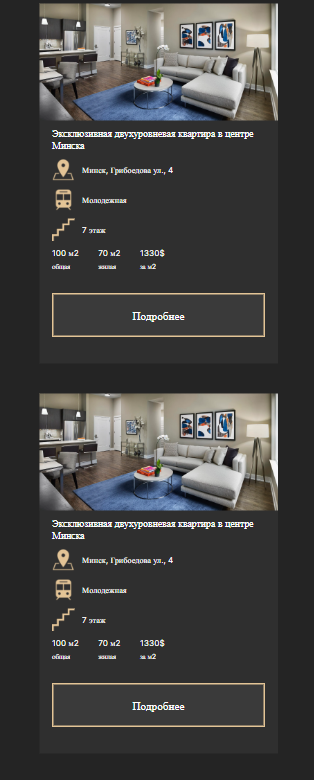 Эксклюзивная двухуровневая квартира в центре
Минска
Минск, Грибоедова ул., 4
Молодежная
7 этаж
100 м2 70 м2 1330$
общая жилая за м2
Подробнее
Эксклюзивная двухуровневая квартира в центре
Минска
Минск, Грибоедова ул., 4
Молодежная
7 этаж
100 м2 70 м2 1330$
общая жилая за м2
Подробнее